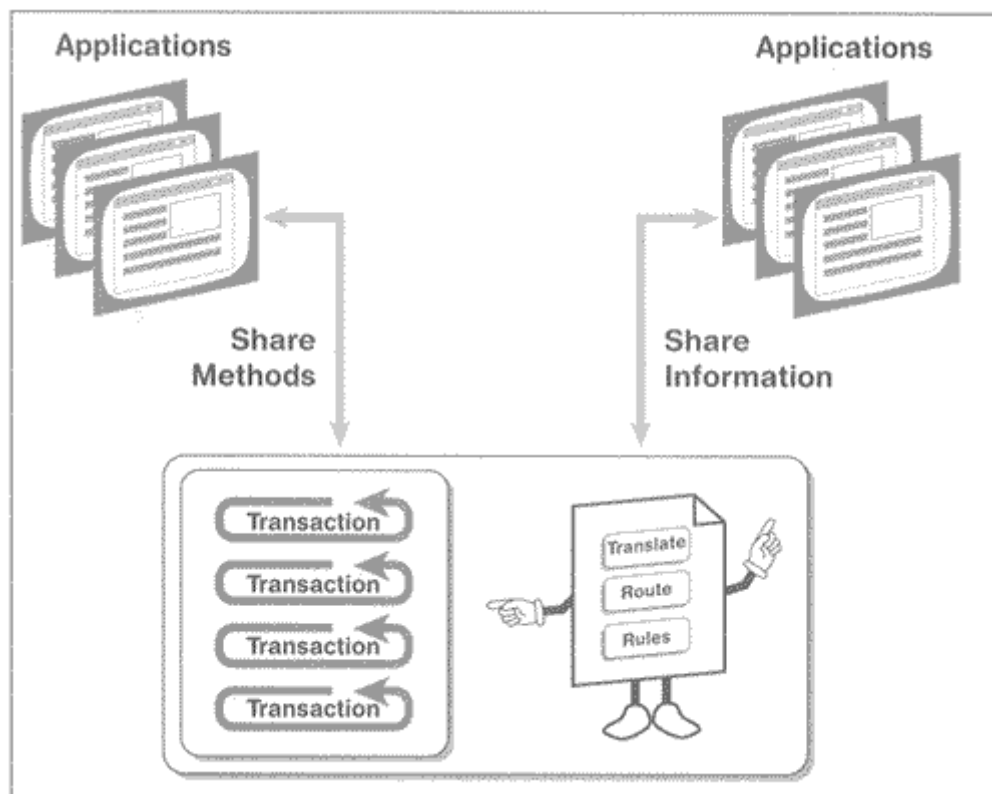 Applications
Applications
Share
Methods
Share
Information
Transaction
Transaction
Transaction
Transaction
Translate
Route
Rules